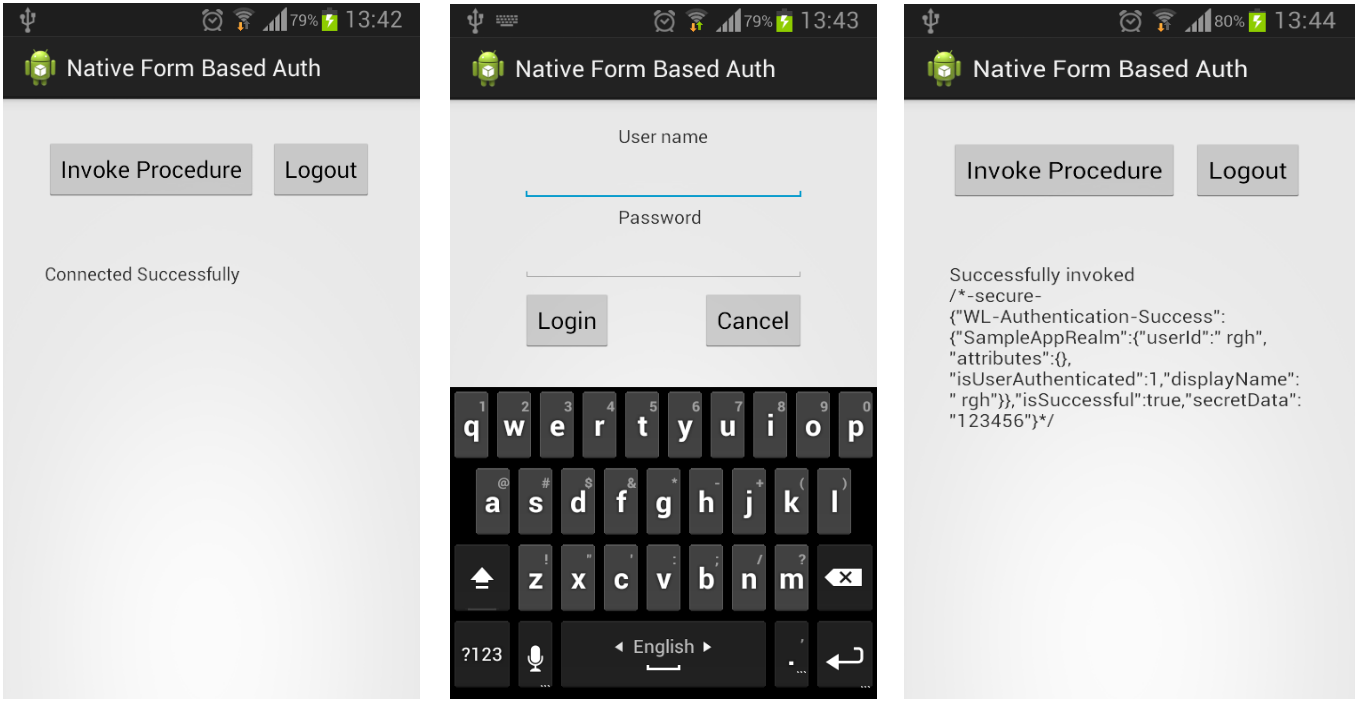 79% 13:42
Native Form Based Auth
Invoke Procedure Logout
Connected Successfully
79% 13:43
Native Form Based Auth
User name
Password
Login Cancel
1 2 3 4 5 6 7 8 9 0
q w e r t y u i o p
@ # $ & * - + ( )
a s d f g h j k l
! " ' : ; / ?
z x c v b n m
?123 English . , ...
80% 13:44
Native Form Based Auth
Invoke Procedure Logout
Successfully invoked
/*-secure-
{"WL-Authentication-Success":
{"SampleAppRealm":{"userId":" rgh",
"attributes":{},
"isUserAuthenticated":1,"displayName":
" rgh"}},"isSuccessful":true,"secretData":
"123456"}*/